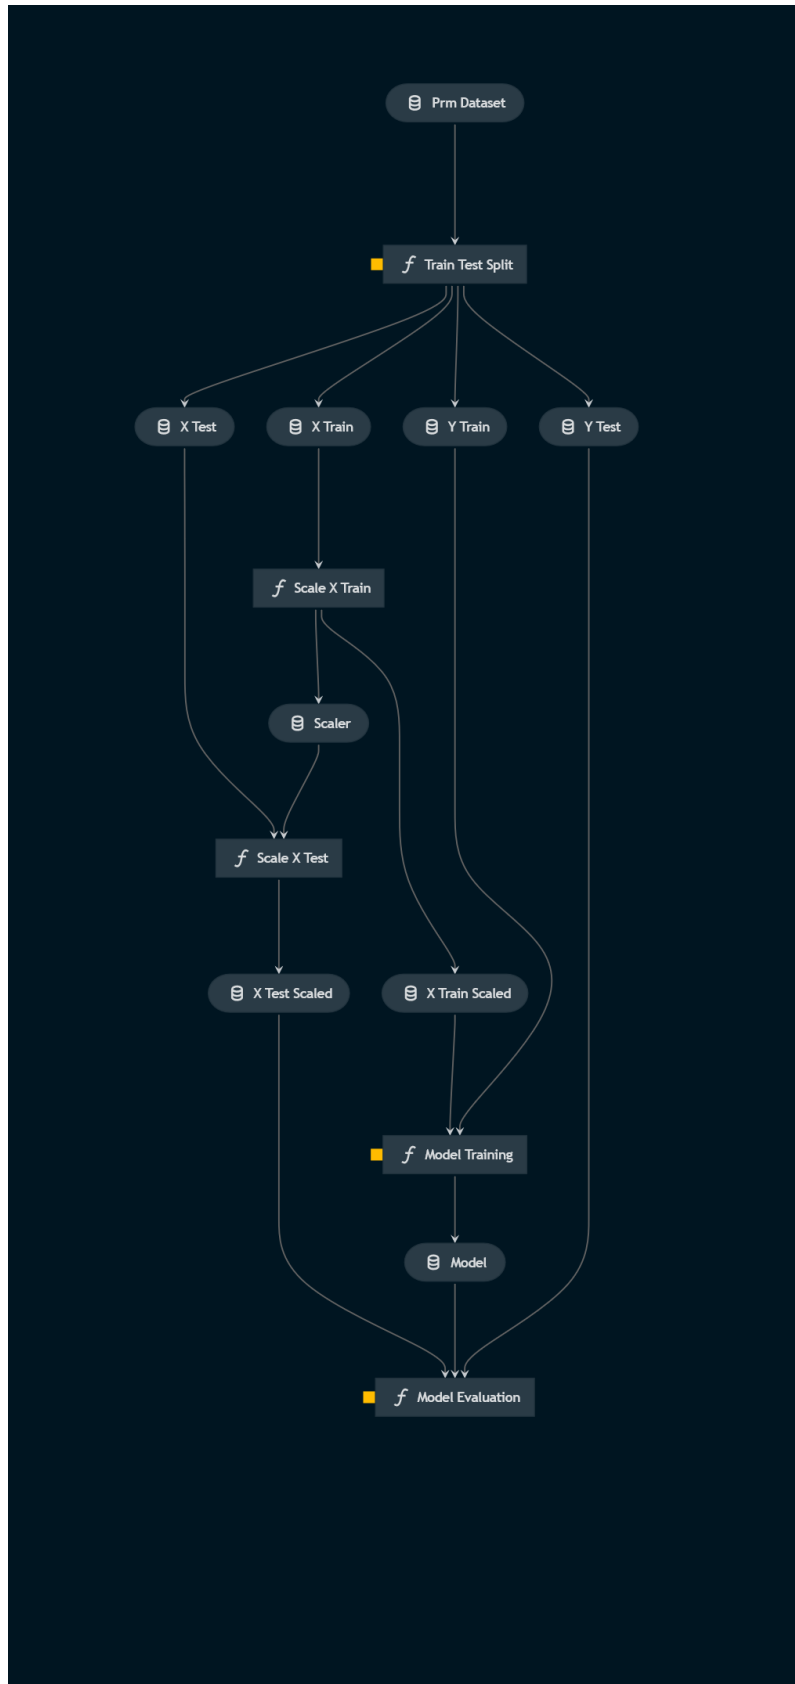 Prm Dataset
Train Test Split
X Test
X Train
Y Train
Y Test
Scale X Train
Scaler
Scale X Test
X Test Scaled
X Train Scaled
Model Training
Model
Model Evaluation